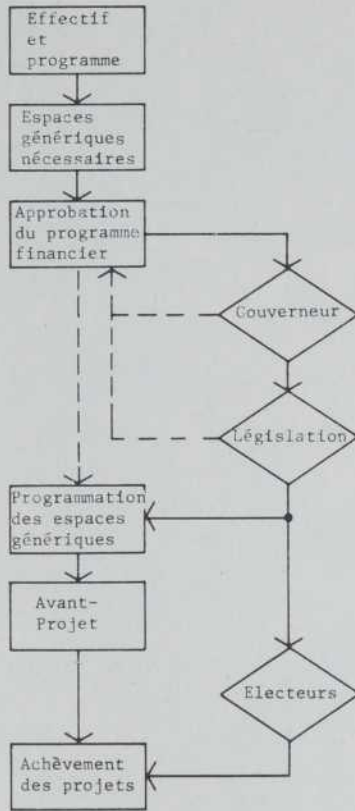 Effectif
et
programme
Espaces
génériques
nécessaires
Approbation
du programme
financier
Gouverneur
Législation
Programmation
des espaces
génériques
Avant-
Projet
Electeurs
Achèvement
des projets